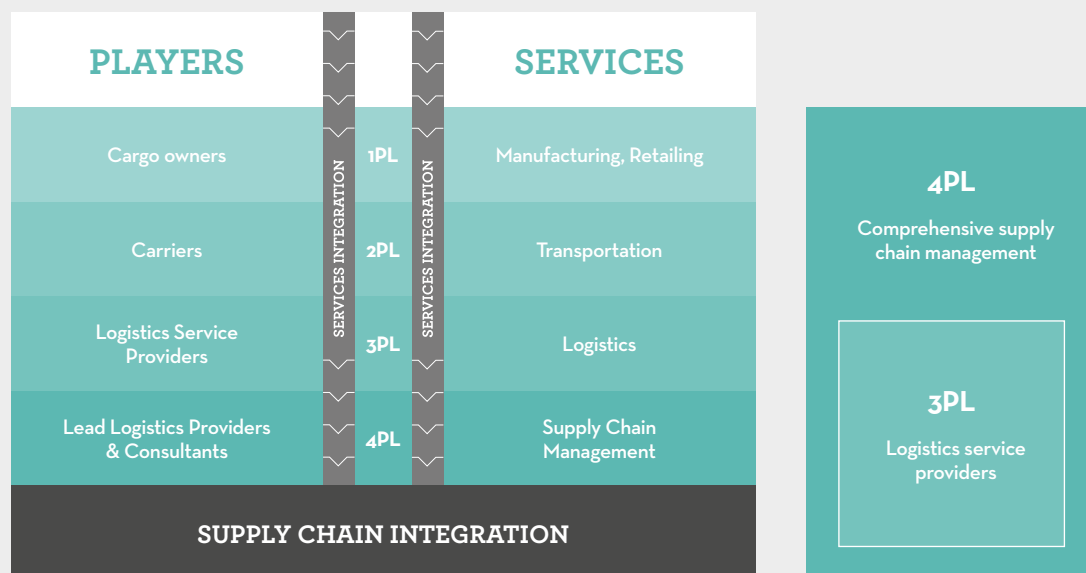 PLAYERS
SERVICES
Cargo owners
1PL
Manufacturing, Retailing
Carriers
2PL
Transportation
SERVICES INTEGRATION
SERVICES INTEGRATION
Logistics Service
Providers
3PL
Logistics
Lead Logistics Providers
& Consultants
4PL
Supply Chain
Management
SUPPLY CHAIN INTEGRATION
4PL
Comprehensive supply
chain management
3PL
Logistics service
providers